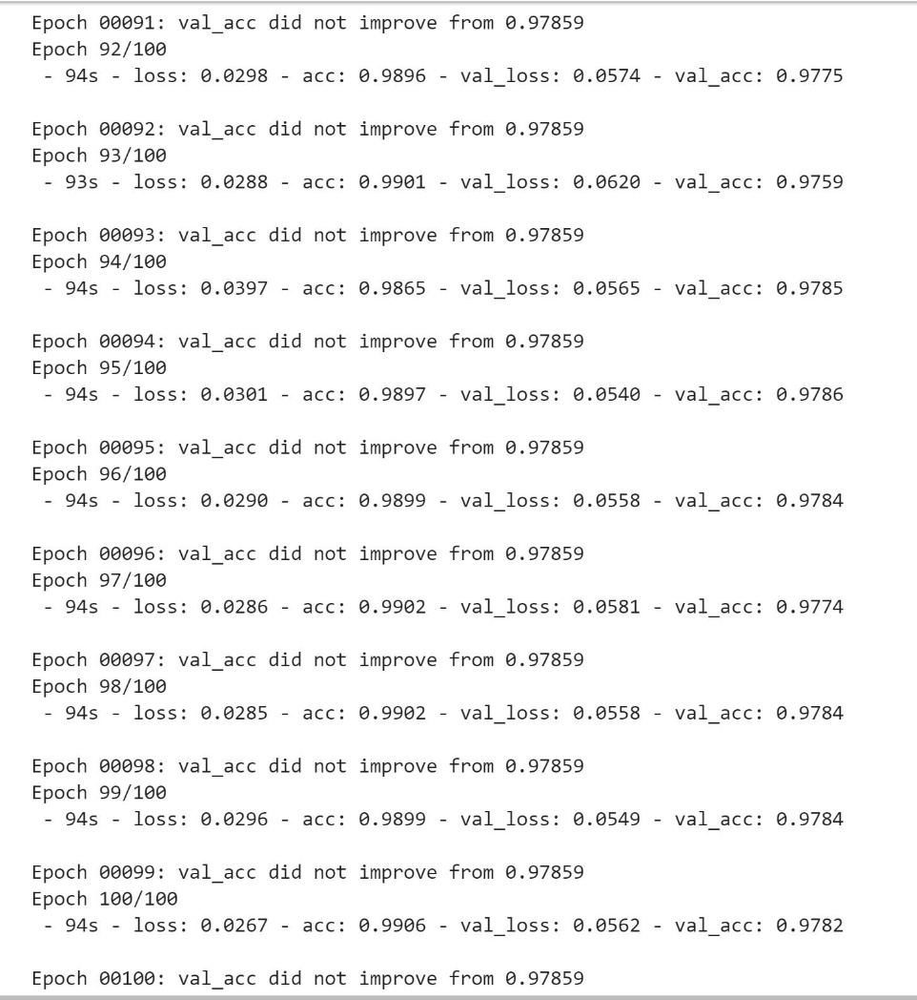 Epoch 00091: val_acc did not improve from 0.97859
Epoch 92/100
- 94s - loss: 0.0298 - acc: 0.9896 - val_loss: 0.0574 - val_acc: 0.9775
Epoch 00092: val_acc did not improve from 0.97859
Epoch 93/100
- 93s - loss: 0.0288 - acc: 0.9901 - val_loss: 0.0620 - val_acc: 0.9759
Epoch 00093: val_acc did not improve from 0.97859
Epoch 94/100
- 94s - loss: 0.0397 - acc: 0.9865 - val_loss: 0.0565 - val_acc: 0.9785
Epoch 00094: val_acc did not improve from 0.97859
Epoch 95/100
- 94s - loss: 0.0301 - acc: 0.9897 - val_loss: 0.0540 - val_acc: 0.9786
Epoch 00095: val_acc did not improve from 0.97859
Epoch 96/100
- 94s - loss: 0.0290 - acc: 0.9899 - val_loss: 0.0558 - val_acc: 0.9784
Epoch 00096: val_acc did not improve from 0.97859
Epoch 97/100
- 94s - loss: 0.0286 - acc: 0.9902 - val_loss: 0.0581 - val_acc: 0.9774
Epoch 00097: val_acc did not improve from 0.97859
Epoch 98/100
- 94s - loss: 0.0285 - acc: 0.9902 - val_loss: 0.0558 - val_acc: 0.9784
Epoch 00098: val_acc did not improve from 0.97859
Epoch 99/100
- 94s - loss: 0.0296 - acc: 0.9899 - val_loss: 0.0549 - val_acc: 0.9784
Epoch 00099: val_acc did not improve from 0.97859
Epoch 100/100
- 94s - loss: 0.0267 - acc: 0.9906 - val_loss: 0.0562 - val_acc: 0.9782
Epoch 00100: val_acc did not improve from 0.97859